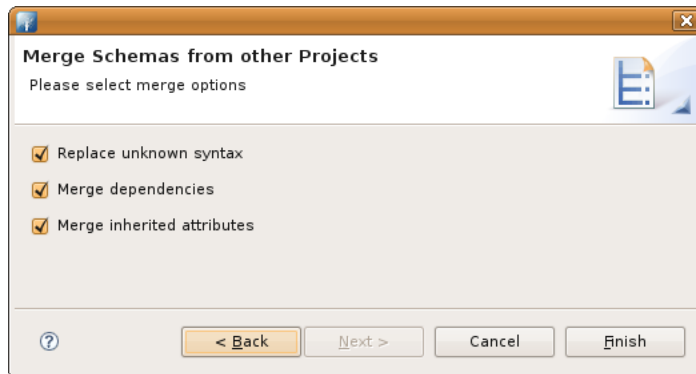 Merge Schemas from other Projects
Please select merge options
Replace unknown syntax
Merge dependencies
Merge inherited attributes
< Back Next > Cancel Finish